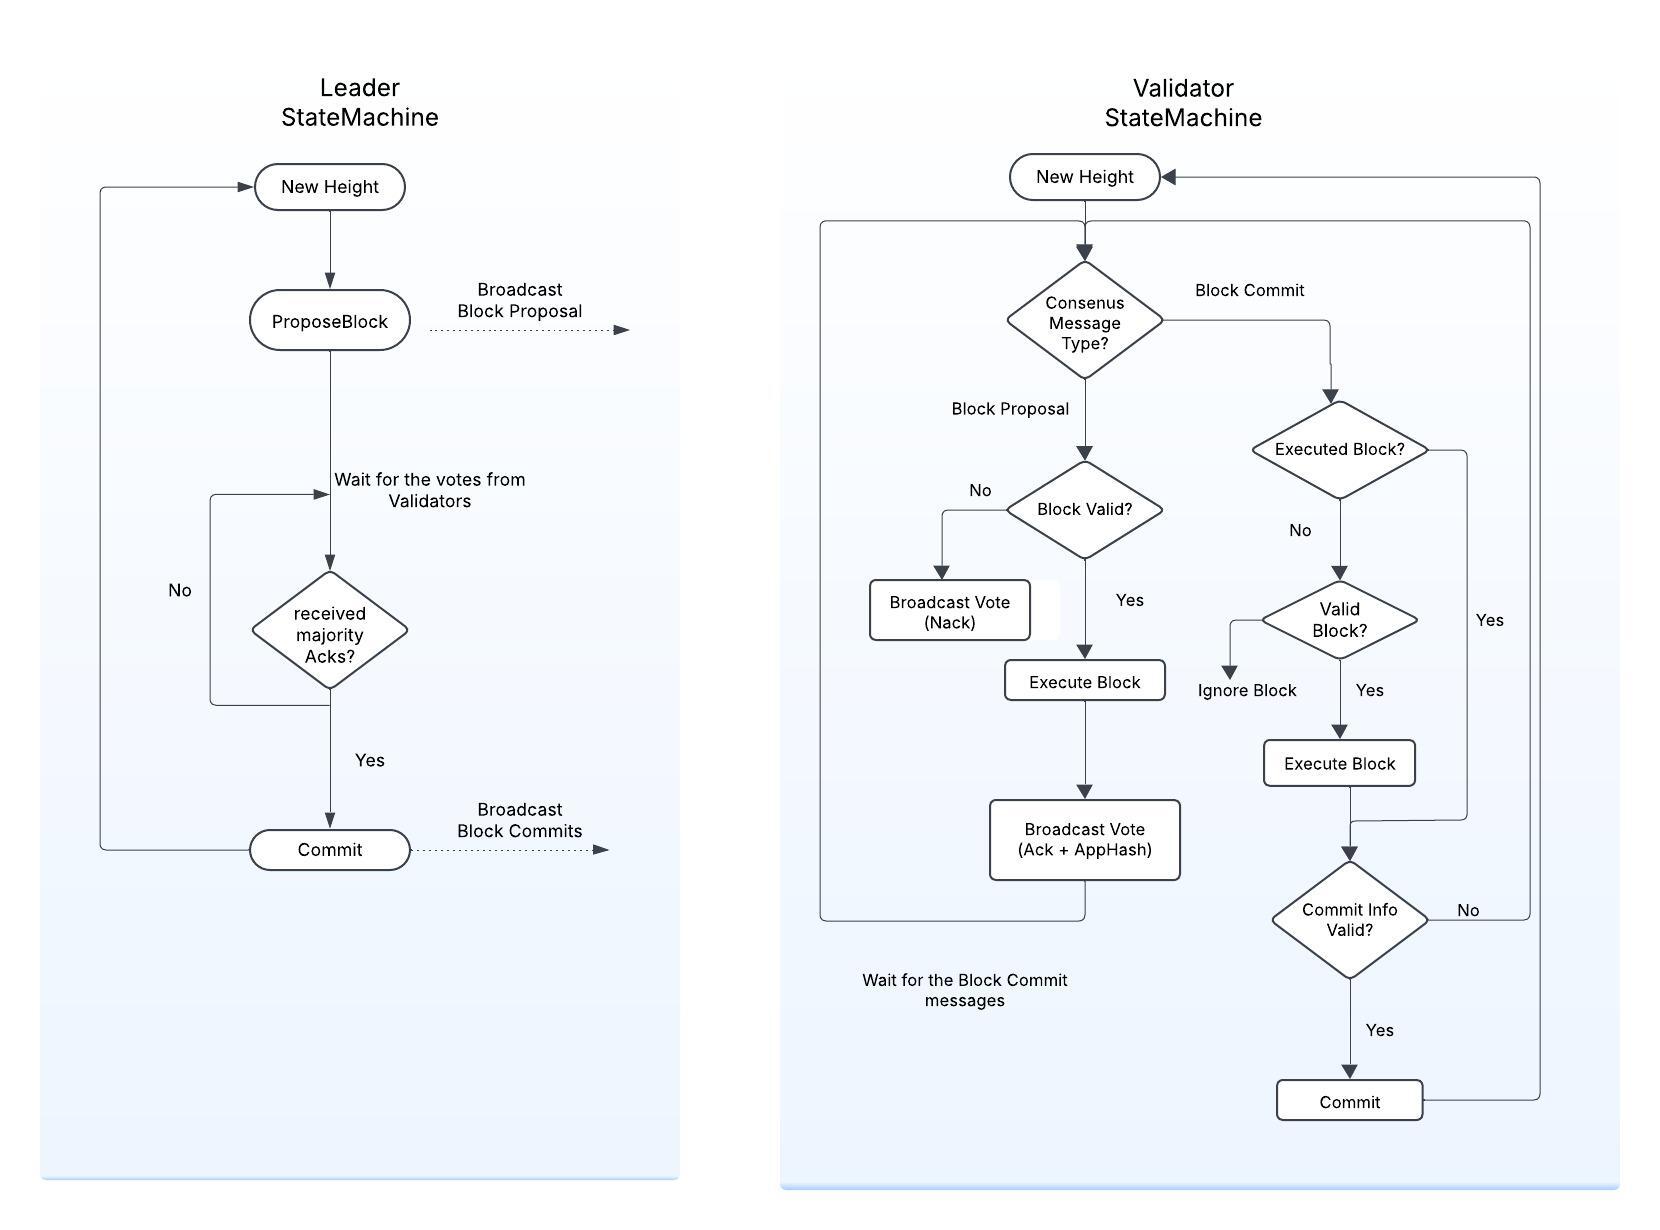 Leader
StateMachine
New Height
ProposeBlock
Broadcast
Block Proposal
Wait for the votes from
Validators
No
received
majority
Acks?
Yes
Commit
Broadcast
Block Commits
Validator
StateMachine
New Height
Consenus
Message
Type?
Block Commit
Block Proposal
Executed Block?
No
Block Valid?
No
Broadcast Vote
(Nack)
Yes
Valid
Block?
Yes
Ignore Block
Yes
Execute Block
Execute Block
Broadcast Vote
(Ack + AppHash)
Commit Info
Valid?
No
Wait for the Block Commit
messages
Yes
Commit